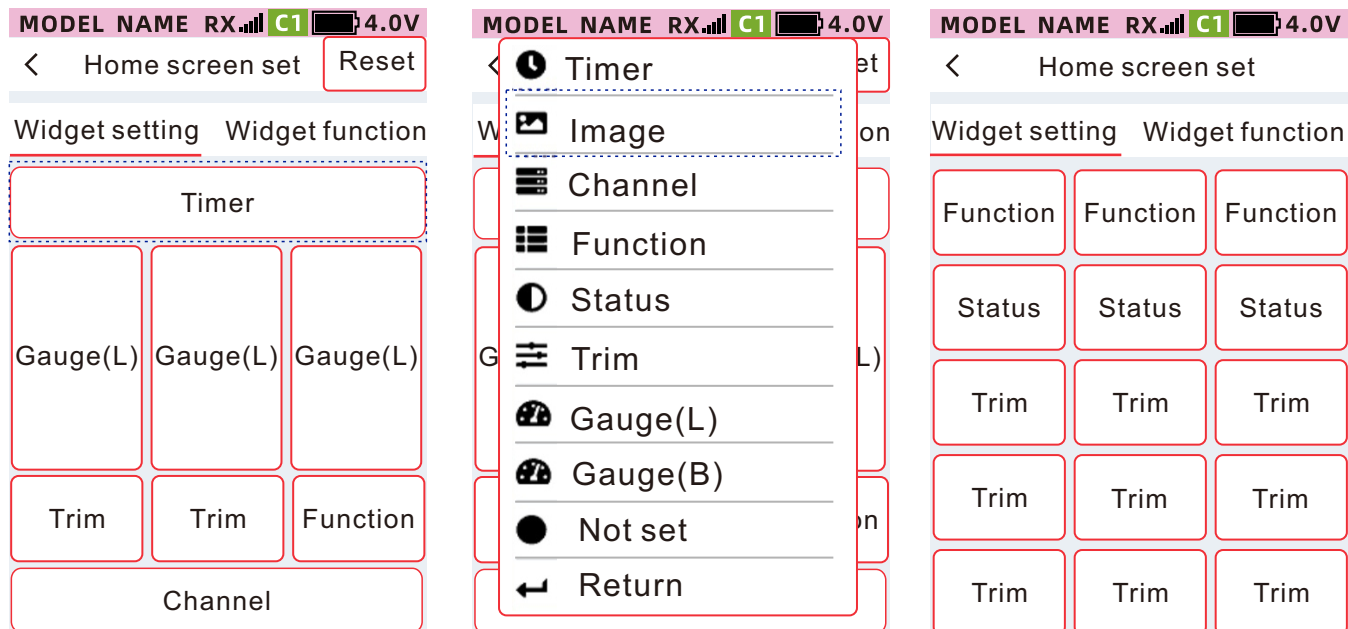 MODEL NAME RX C1 4.0V
Home screen set Reset
Widget setting Widget function
Timer
Gauge(L) Gauge(L) Gauge(L)
Trim Trim Function
Channel
MODEL NAME RX C1 4.0V
et
W on
Timer
Image
Channel
Function
Status
G L)
Trim
Gauge(L)
Gauge(B)
Not set
on
Return
MODEL NAME RX C1 4.0V
Home screen set
Widget setting Widget function
Function Function Function
Status Status Status
Trim Trim Trim
Trim Trim Trim
Trim Trim Trim